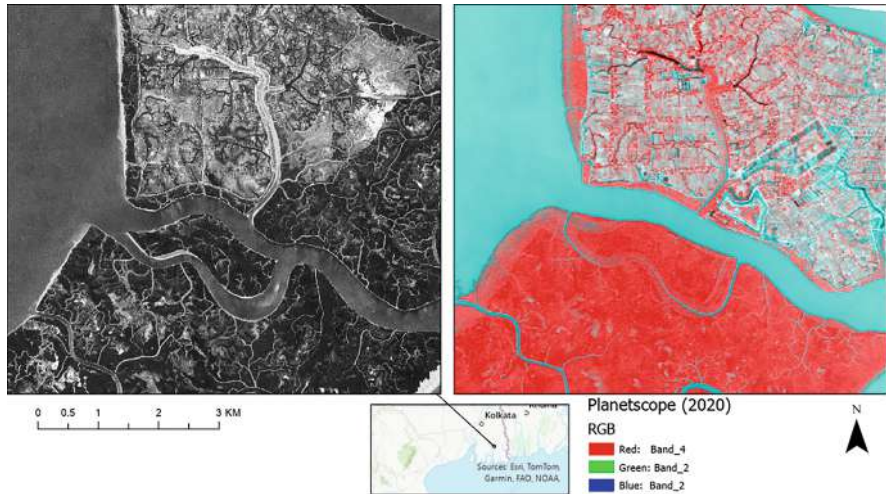 0 0.5 1 2 3 KM
Kolkata
Sources: Esri, TomTom,
Garmin, FAO, NOAA,
Planetscope (2020)
RGB
Red: Band_4
Green: Band_2
Blue: Band_2
N